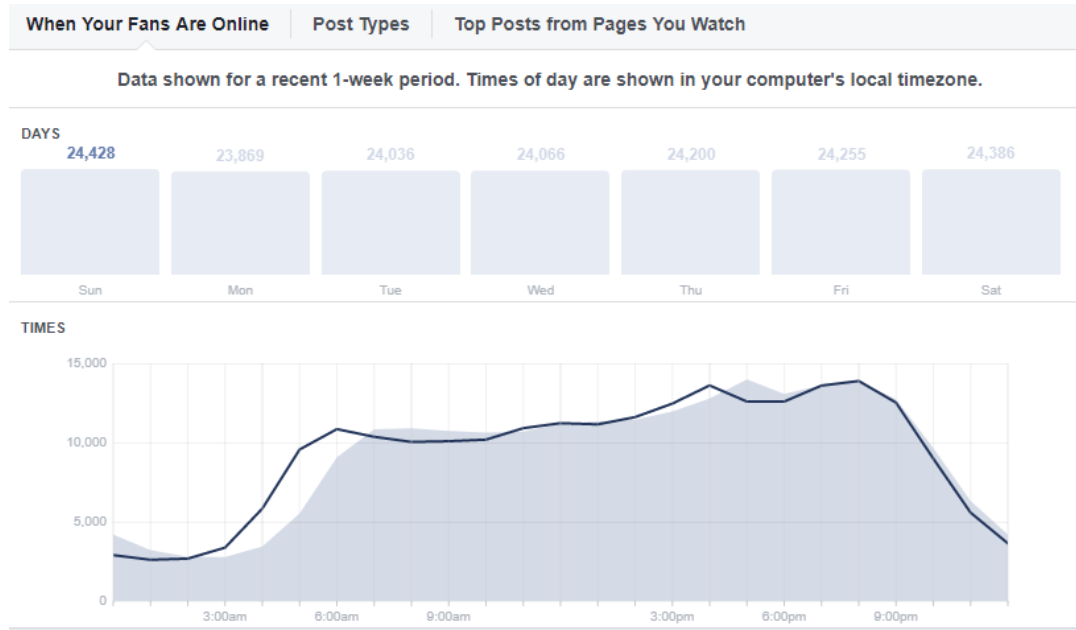 When Your Fans Are Online Post Types Top Posts from Pages You Watch
Data shown for a recent 1-week period. Times of day are shown in your computer's local timezone.
DAYS
24,428 23,869 24,036 24,066 24,200 24,255 24,386
Sun Mon Tue Wed Thu Fri Sat
TIMES
15,000
10,000
5,000
0
3:00am 6:00am 9:00am 3:00pm 6:00pm 9:00pm